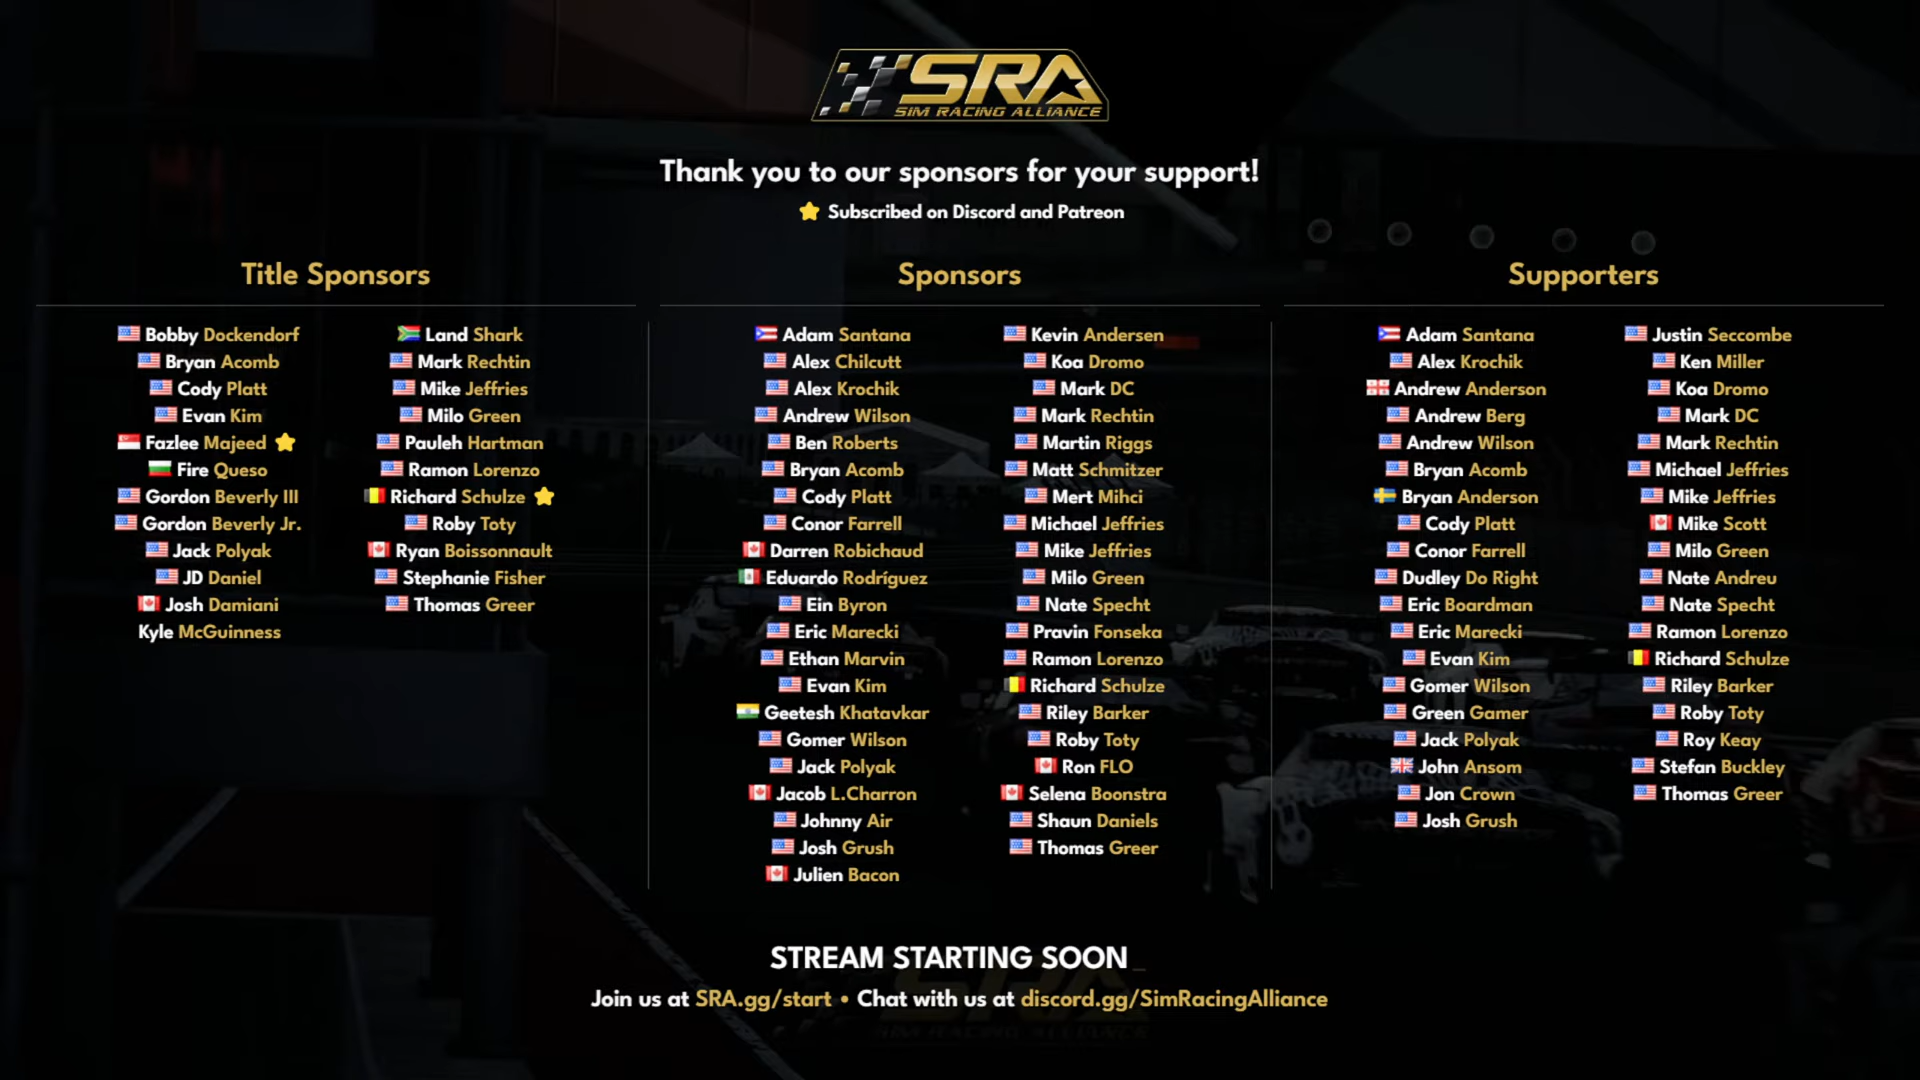 SRA
SIM RACING ALLIANCE
Thank you to our sponsors for your support!
Subscribed on Discord and Patreon
Title Sponsors
Bobby Dockendorf
Bryan Acomb
Cody Platt
Evan Kim
Fazlee Majeed
Fire Queso
Gordon Beverly III
Gordon Beverly Jr.
Jack Polyak
JD Daniel
Josh Damiani
Kyle McGuinness
Land Shark
Mark Rechtin
Mike Jeffries
Milo Green
Pauleh Hartman
Ramon Lorenzo
Richard Schulze
Roby Toty
Ryan Boissonnault
Stephanie Fisher
Thomas Greer
Sponsors
Adam Santana
Alex Chilcutt
Alex Krochik
Andrew Wilson
Ben Roberts
Bryan Acomb
Cody Platt
Conor Farrell
Darren Robichaud
Eduardo Rodríguez
Ein Byron
Eric Marecki
Ethan Marvin
Evan Kim
Geetesh Khatavkar
Gomer Wilson
Jack Polyak
Jacob L.Charron
Johnny Air
Josh Grush
Julien Bacon
Kevin Andersen
Koa Dromo
Mark DC
Mark Rechtin
Martin Riggs
Matt Schmitzer
Mert Mihci
Michael Jeffries
Mike Jeffries
Milo Green
Nate Specht
Pravin Fonseka
Ramon Lorenzo
Richard Schulze
Riley Barker
Roby Toty
Ron FLO
Selena Boonstra
Shaun Daniels
Thomas Greer
Supporters
Adam Santana
Alex Krochik
Andrew Anderson
Andrew Berg
Andrew Wilson
Bryan Acomb
Bryan Anderson
Cody Platt
Conor Farrell
Dudley Do Right
Eric Boardman
Eric Marecki
Evan Kim
Gomer Wilson
Green Gamer
Jack Polyak
John Ansom
Jon Crown
Josh Grush
Justin Seccombe
Ken Miller
Koa Dromo
Mark DC
Mark Rechtin
Michael Jeffries
Mike Jeffries
Mike Scott
Milo Green
Nate Andreu
Nate Specht
Ramon Lorenzo
Richard Schulze
Riley Barker
Roby Toty
Roy Keay
Stefan Buckley
Thomas Greer
STREAM STARTING SOON_
Join us at SRA.gg/start • Chat with us at discord.gg/SimRacingAlliance
SRA
SIM RACING ALLIANCE